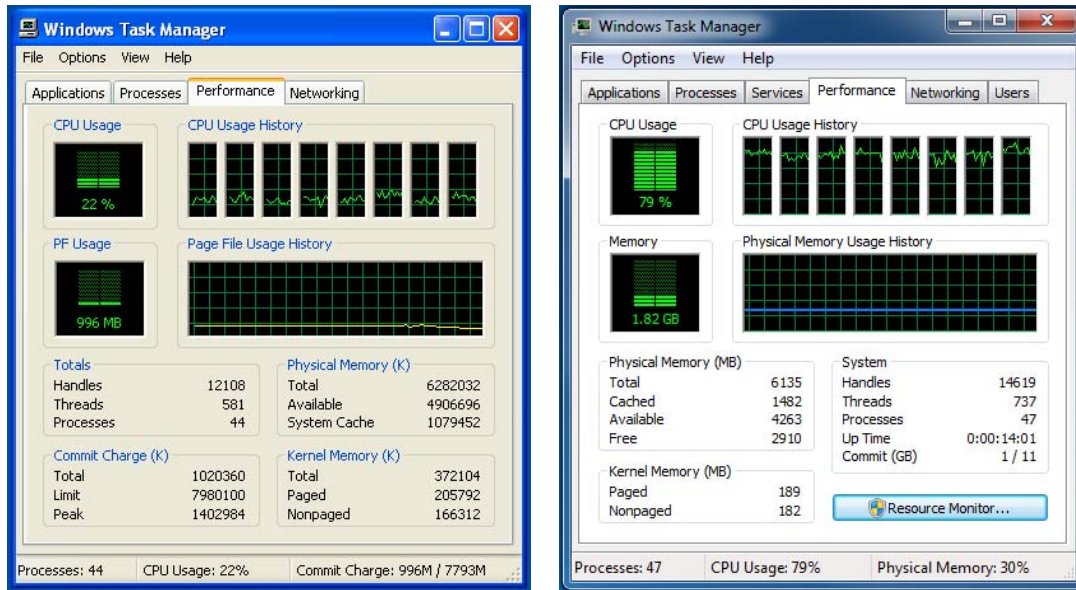 Windows Task Manager
File Options View Help
Applications Processes Performance Networking
CPU Usage CPU Usage History
22 %
PF Usage Page File Usage History
996 MB
Totals
Handles 12108
Threads 581
Processes 44
Physical Memory (K)
Total 6282032
Available 4906696
System Cache 1079452
Commit Charge (K)
Total 1020360
Limit 7980100
Peak 1402984
Kernel Memory (K)
Total 372104
Paged 205792
Nonpaged 166312
Processes: 44 CPU Usage: 22% Commit Charge: 996M / 7793M
Windows Task Manager
File Options View Help
Applications Processes Services Performance Networking Users
CPU Usage CPU Usage History
79 %
Memory Physical Memory Usage History
1.82 GB
Physical Memory (MB)
Total 6135
Cached 1482
Available 4263
Free 2910
Kernel Memory (MB)
Paged 189
Nonpaged 182
System
Handles 14619
Threads 737
Processes 47
Up Time 0:00:14:01
Commit (GB) 1 / 11
Resource Monitor...
Processes: 47 CPU Usage: 79% Physical Memory: 30%